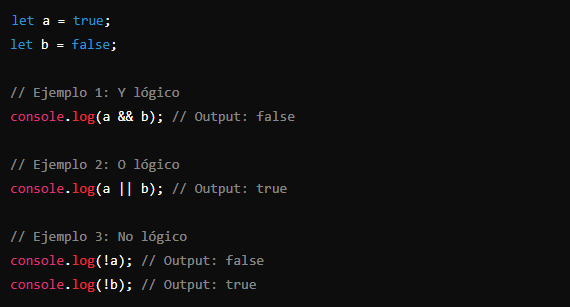 let a = true;
let b = false;
// Ejemplo 1: Y lógico
console.log(a && b); // Output: false
// Ejemplo 2: O lógico
console.log(a || b); // Output: true
// Ejemplo 3: No lógico
console.log(!a); // Output: false
console.log(!b); // Output: true